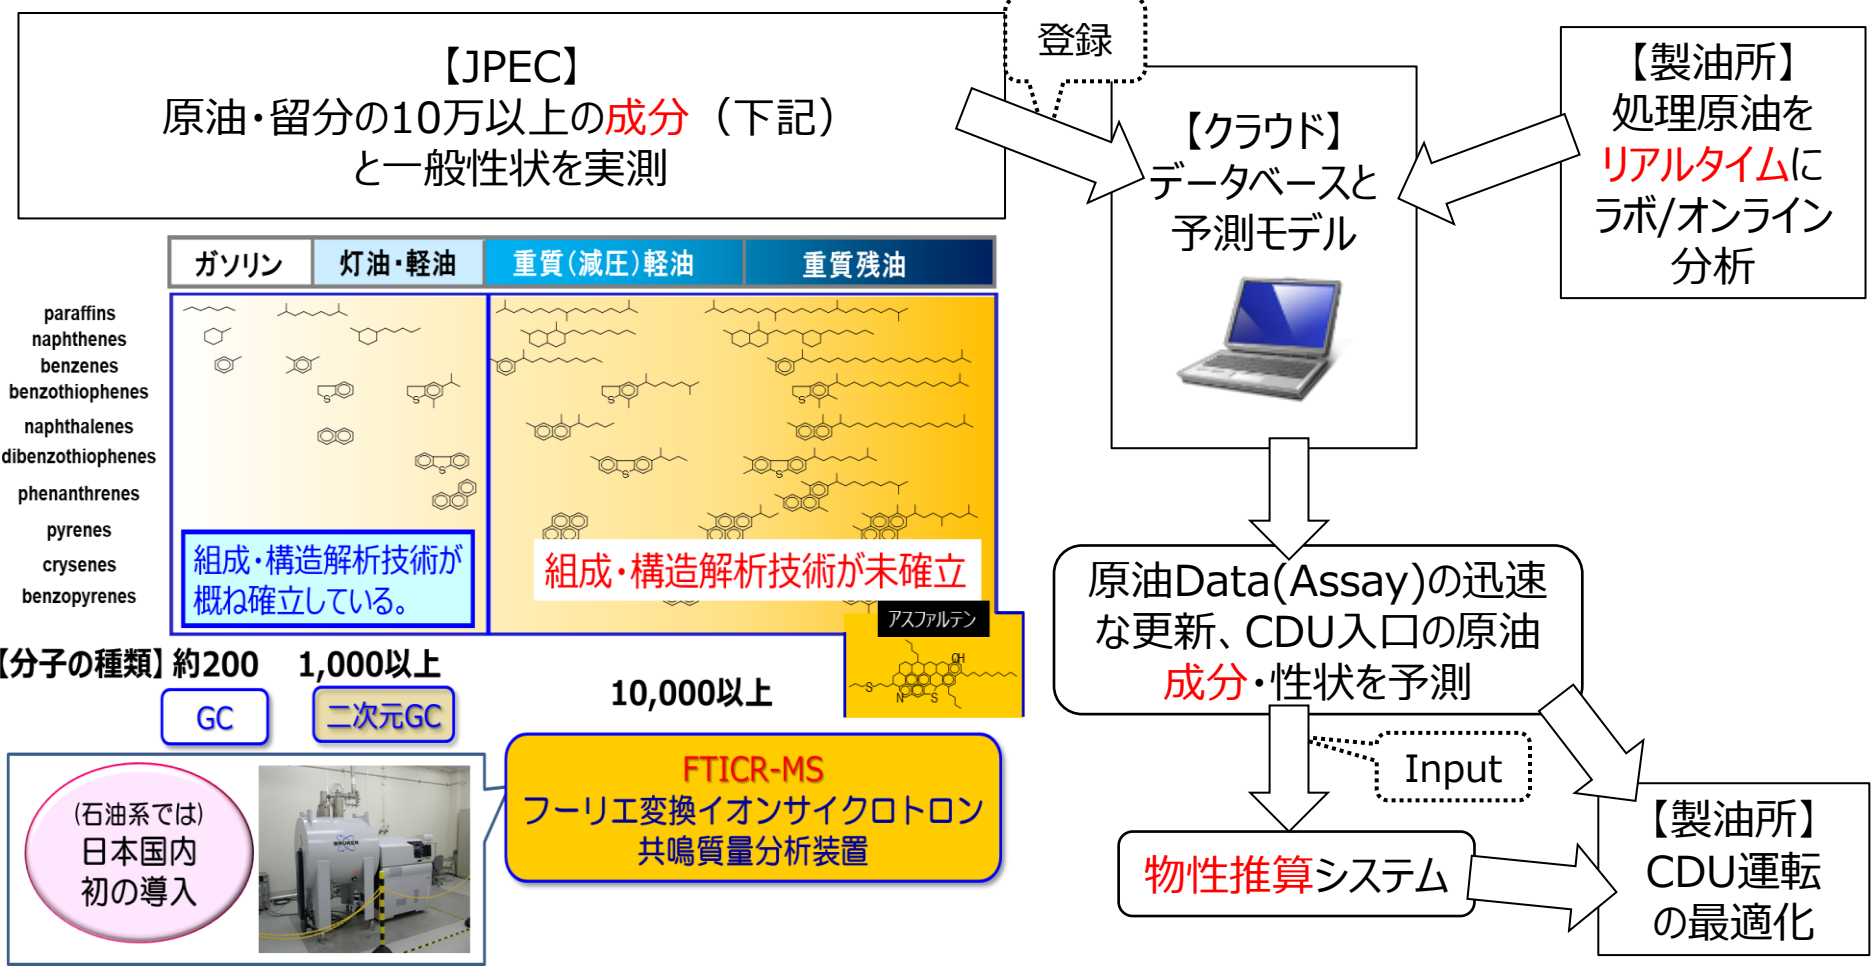 【JPEC】
原油・留分の10万以上の成分（下記）
と一般性状を実測
登録
【クラウド】
データベースと
予測モデル
【製油所】
処理原油を
リアルタイムに
ラボ/オンライン
分析
ガソリン
灯油・軽油
重質(減圧)軽油
重質残油
paraffins
naphthenes
benzenes
benzothiophenes
naphthalenes
dibenzothiophenes
phenanthrenes
pyrenes
crysenes
benzopyrenes
S
S
S
S
S
S
S
組成・構造解析技術が
概ね確立している。
組成・構造解析技術が未確立
アスファルテン
OH
S
N
S
【分子の種類】約200
1,000以上
10,000以上
GC
二次元GC
FTICR-MS
フーリエ変換イオンサイクロトロン
共鳴質量分析装置
(石油系では)
日本国内
初の導入
BRUKER
原油Data(Assay)の迅速
な更新、CDU入口の原油
成分・性状を予測
Input
物性推算システム
【製油所】
CDU運転
の最適化